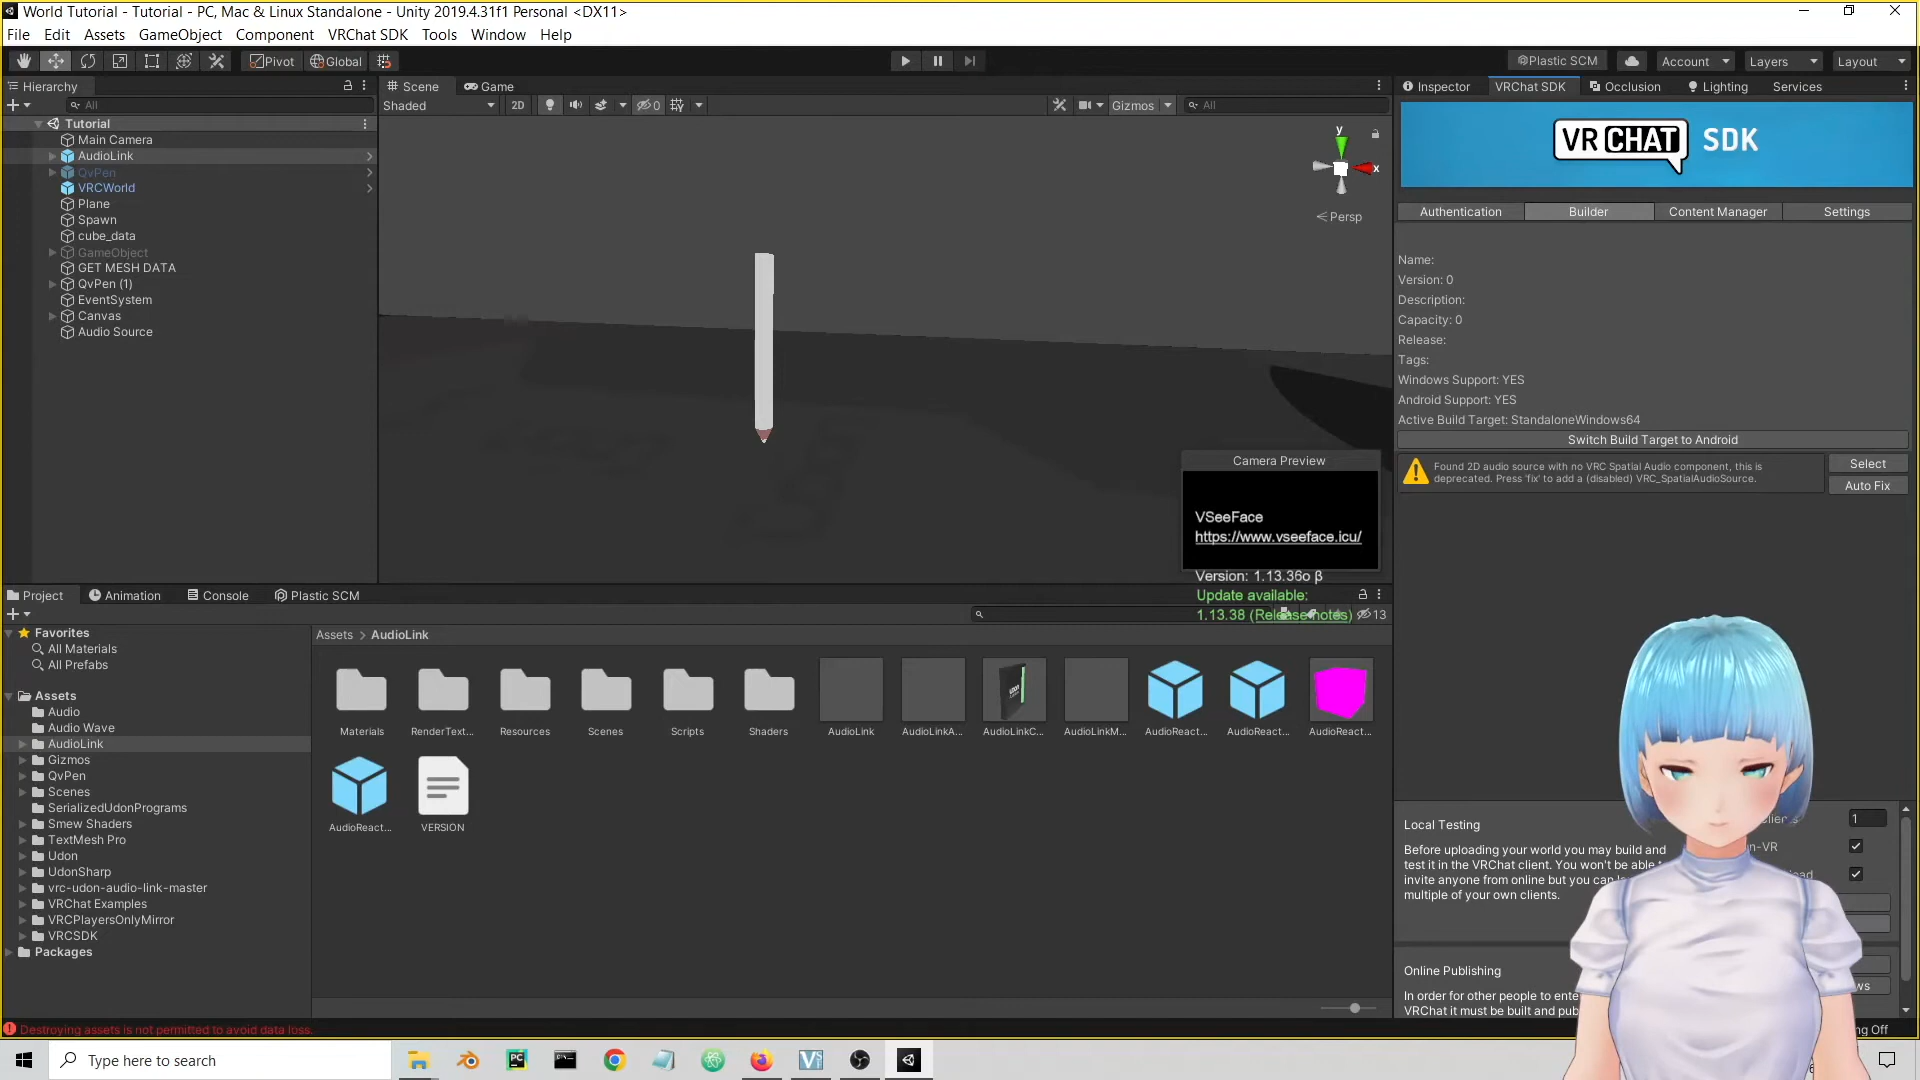 World Tutorial - Tutorial - PC, Mac & Linux Standalone - Unity 2019.4.31f1 Personal <DX11>
File Edit Assets GameObject Component VRChat SDK Tools Window Help
Pivot Global Plastic SCM Account Layers Layout
Hierarchy
All
Tutorial
Main Camera
AudioLink
QvPen
VRCWorld
Plane
Spawn
cube_data
GameObject
GET MESH DATA
QvPen (1)
EventSystem
Canvas
Audio Source
Scene Game
Shaded 2D 0 Gizmos All
y
x
Persp
Camera Preview
VSeeFace
https://www.vseeface.icu/
Version: 1.13.36o β
Update available:
1.13.38 (Release notes)
13
Inspector VRChat SDK Occlusion Lighting Services
VR CHAT SDK
Authentication Builder Content Manager Settings
Name:
Version: 0
Description:
Capacity: 0
Release:
Tags:
Windows Support: YES
Android Support: YES
Active Build Target: StandaloneWindows64
Switch Build Target to Android
Found 2D audio source with no VRC Spatial Audio component, this is
deprecated. Press 'fix' to add a (disabled) VRC_SpatialAudioSource.
Select
Auto Fix
Local Testing
1
Before uploading your world you may build and
test it in the VRChat client. You won't be able
invite anyone from online but you can
multiple of your own clients.
Online Publishing
In order for other people to ente
VRChat it must be built and pub
Project Animation Console Plastic SCM
Favorites
All Materials
All Prefabs
Assets
Audio
Audio Wave
AudioLink
Gizmos
QvPen
Scenes
SerializedUdonPrograms
Smew Shaders
TextMesh Pro
Udon
UdonSharp
vrc-udon-audio-link-master
VRChat Examples
VRCPlayersOnlyMirror
VRCSDK
Packages
Assets > AudioLink
Materials RenderText... Resources Scenes Scripts Shaders AudioLink AudioLinkA... AudioLinkC... AudioLinkM... AudioReact... AudioReact... AudioReact...
AudioReact... VERSION
Destroying assets is not permitted to avoid data loss.
Type here to search